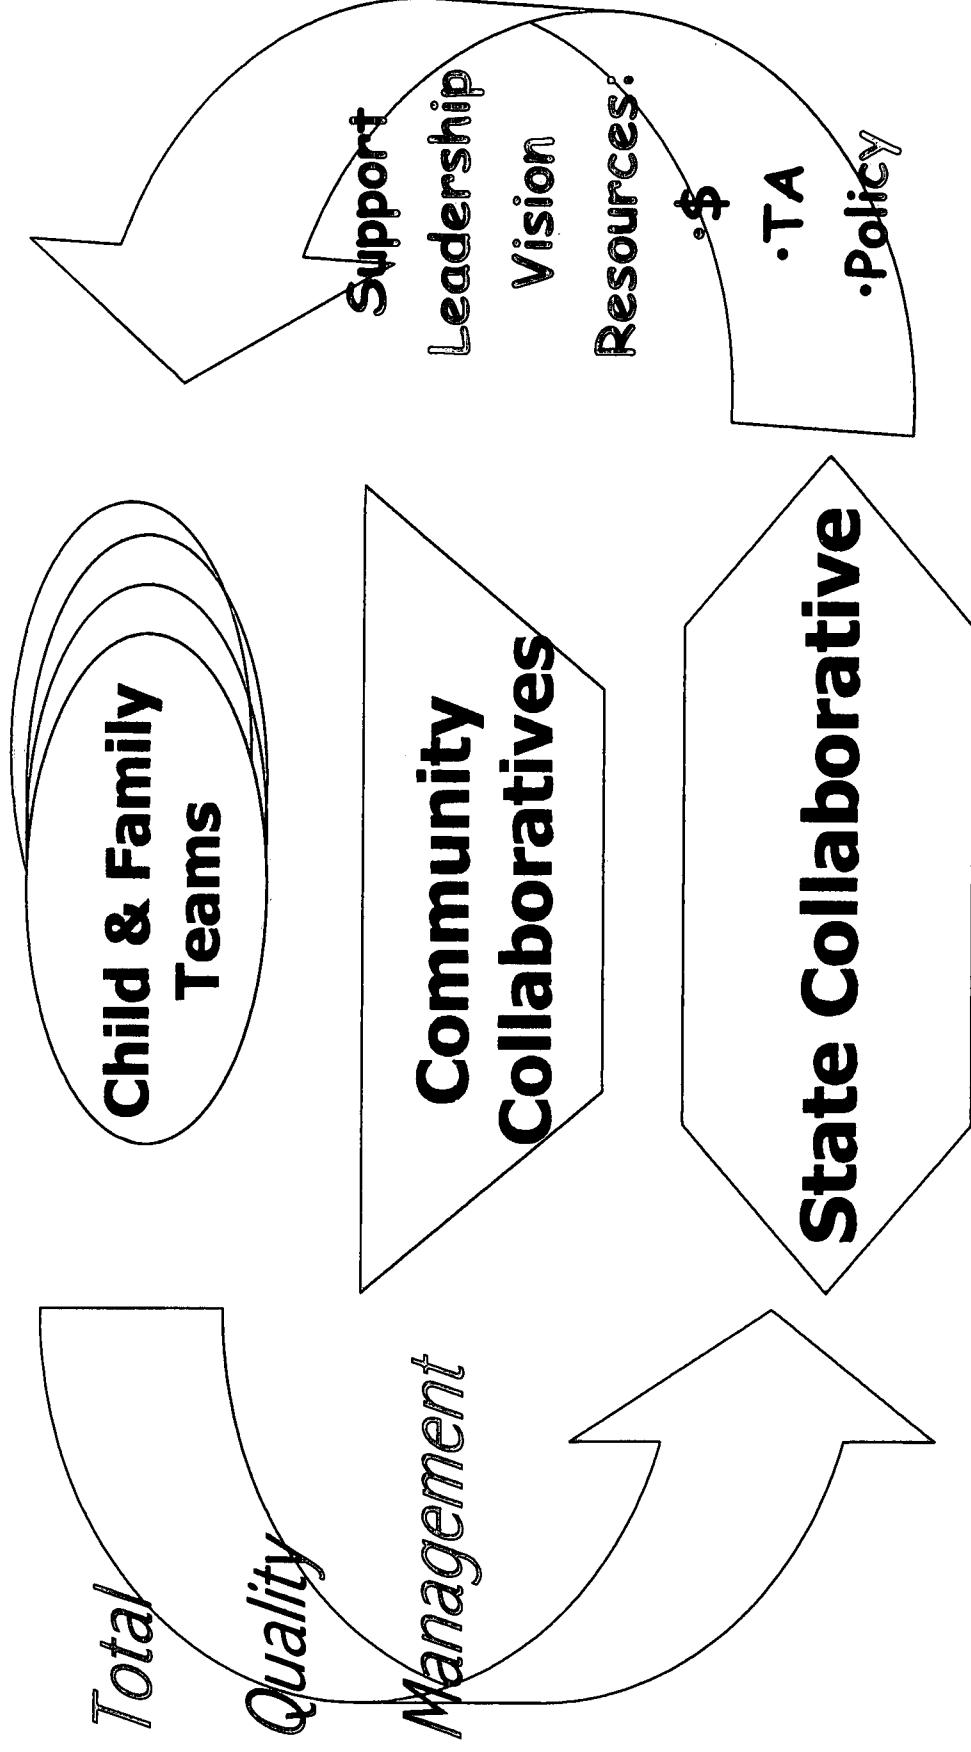 Total
Quality
Management
Child & Family
Teams
Community
Collaboratives
State Collaborative
Support
Leadership
Vision
Resources:
•$
•TA
•Policy